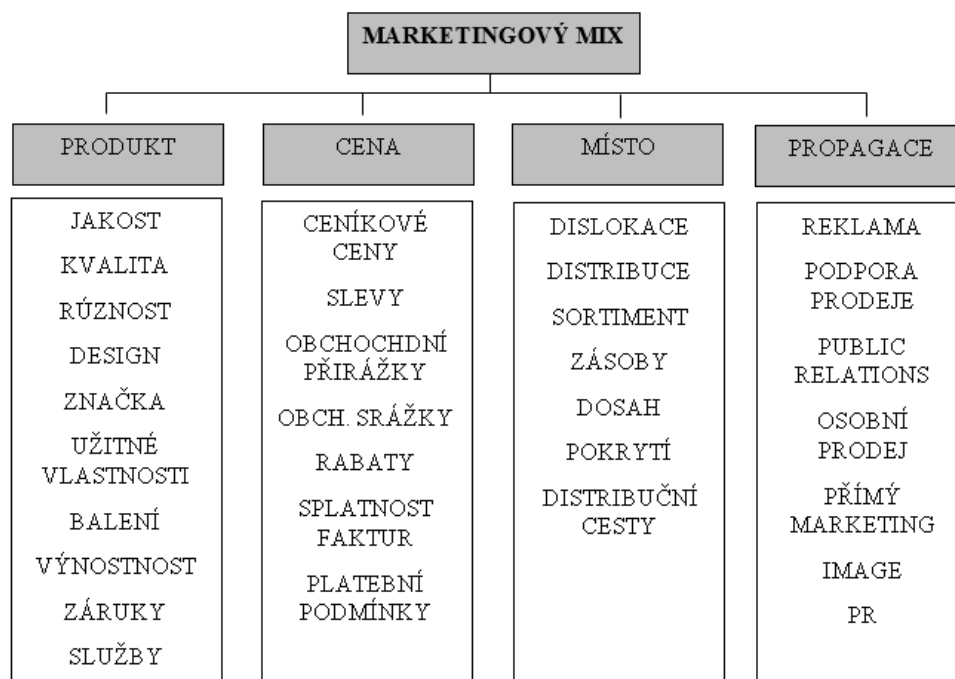 MARKETINGOVÝ MIX
PRODUKT
JAKOST
KVALITA
RÚZNOST
DESIGN
ZNAČKA
UŽITNÉ
VLASTNOSTI
BALENÍ
VÝNOSTNOST
ZÁRUKY
SLUŽBY
CENA
CENÍKOVÉ
CENY
SLEVY
OBCHOCHDNÍ
PŘIRÁŽKY
OBCH. SRÁŽKY
RABATY
SPLATNOST
FAKTUR
PLATEBNÍ
PODMÍNKY
MÍSTO
DISLOKACE
DISTRIBUCE
SORTIMENT
ZÁSOBY
DOSAH
POKRYTÍ
DISTRIBUČNÍ
CESTY
PROPAGACE
REKLAMA
PODPORA
PRODEJE
PUBLIC
RELATIONS
OSOBNÍ
PRODEJ
PŘÍMÝ
MARKETING
IMAGE
PR